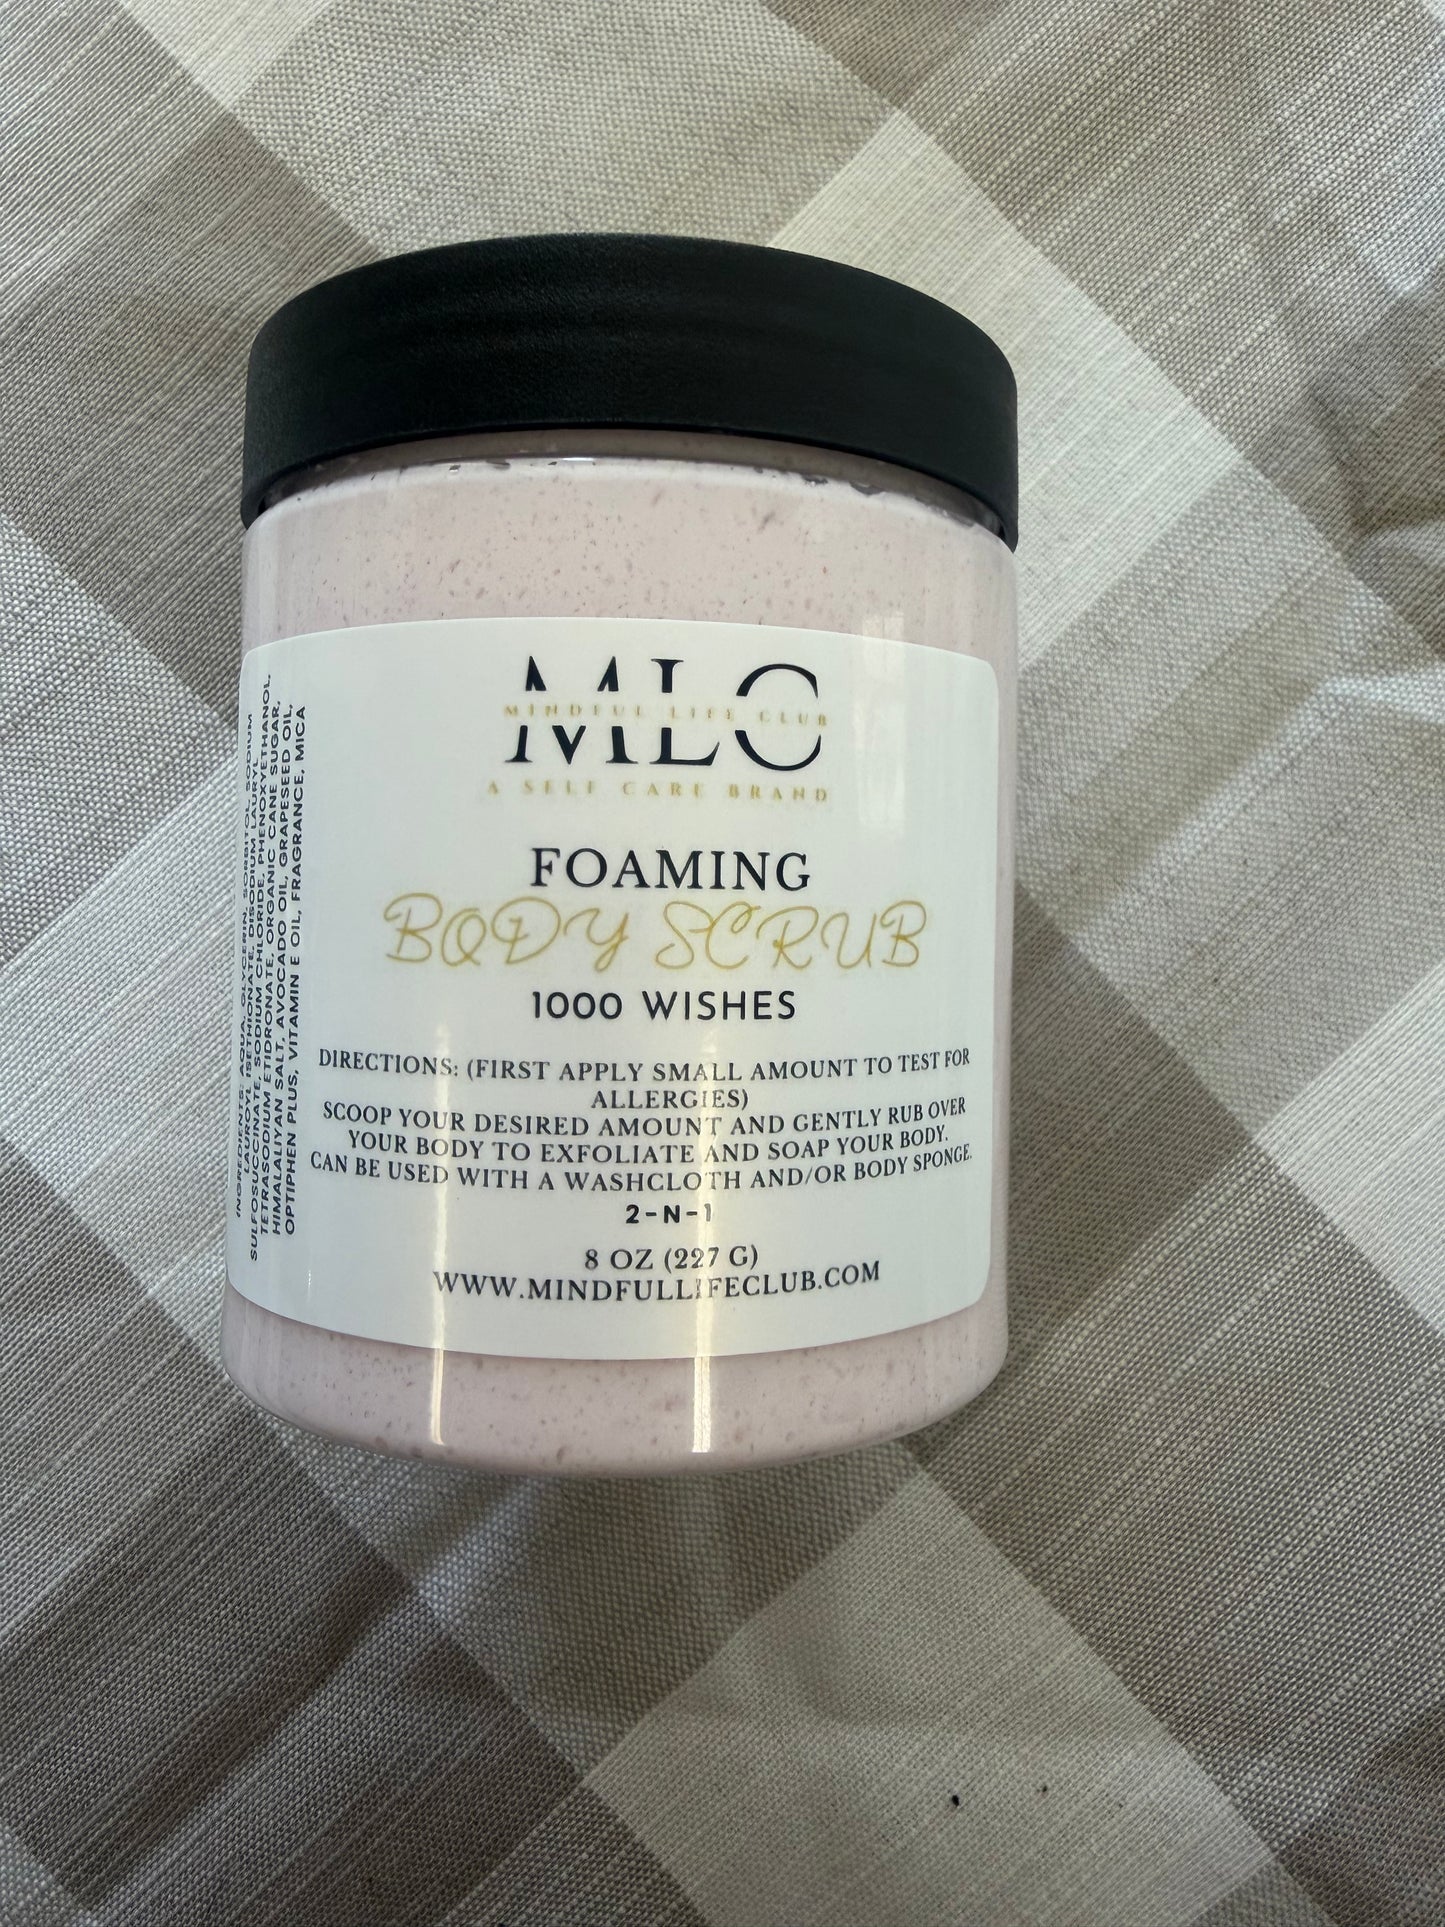 MLC
MINDFUL LIFE CLUB
A SELF CARE BRAND
FOAMING
BODY SCRUB
1000 WISHES
DIRECTIONS: (FIRST APPLY SMALL AMOUNT TO TEST FOR
ALLERGIES)
SCOOP YOUR DESIRED AMOUNT AND GENTLY RUB OVER
YOUR BODY TO EXFOLIATE AND SOAP YOUR BODY.
CAN BE USED WITH A WASHCLOTH AND/OR BODY SPONGE.
2-N-1
8 OZ (227 G)
WWW.MINDFULLIFECLUB.COM
INGREDIENTS: AQUA, GLYCERIN, SORBITOL, SODIUM
LAUROYL ISETHIONATE, DISODIUM LAURYL
SULFOSUCCINATE, SODIUM CHLORIDE, PHENOXYETHANOL,
TETRASODIUM ETIDRONATE, ORGANIC CANE SUGAR,
HIMALAIYAN SALT, AVOCADO OIL, GRAPESEED OIL,
OPTIPHEN PLUS, VITAMIN E OIL, FRAGRANCE, MICA